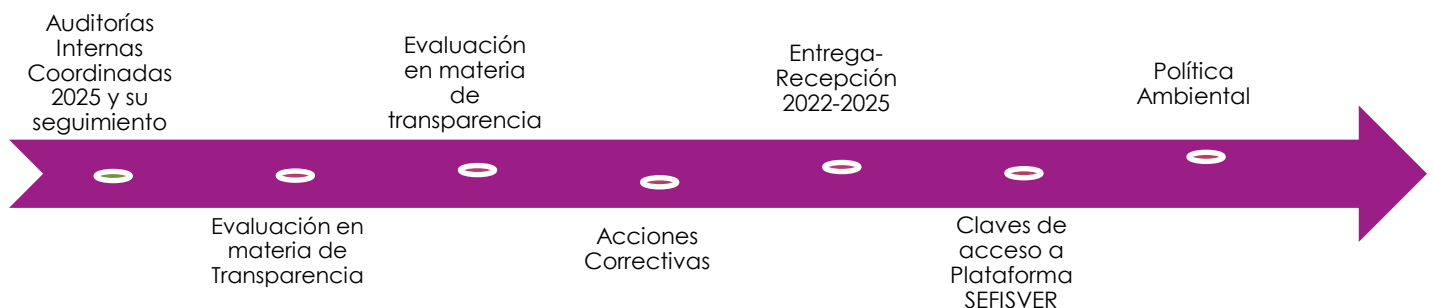 Auditorías
Internas
Coordinadas
2025 y su
seguimiento
Evaluación en
materia de
Transparencia
Evaluación
en materia
de
transparencia
Acciones
Correctivas
Entrega-
Recepción
2022-2025
Claves de
acceso a
Plataforma
SEFISVER
Política
Ambiental